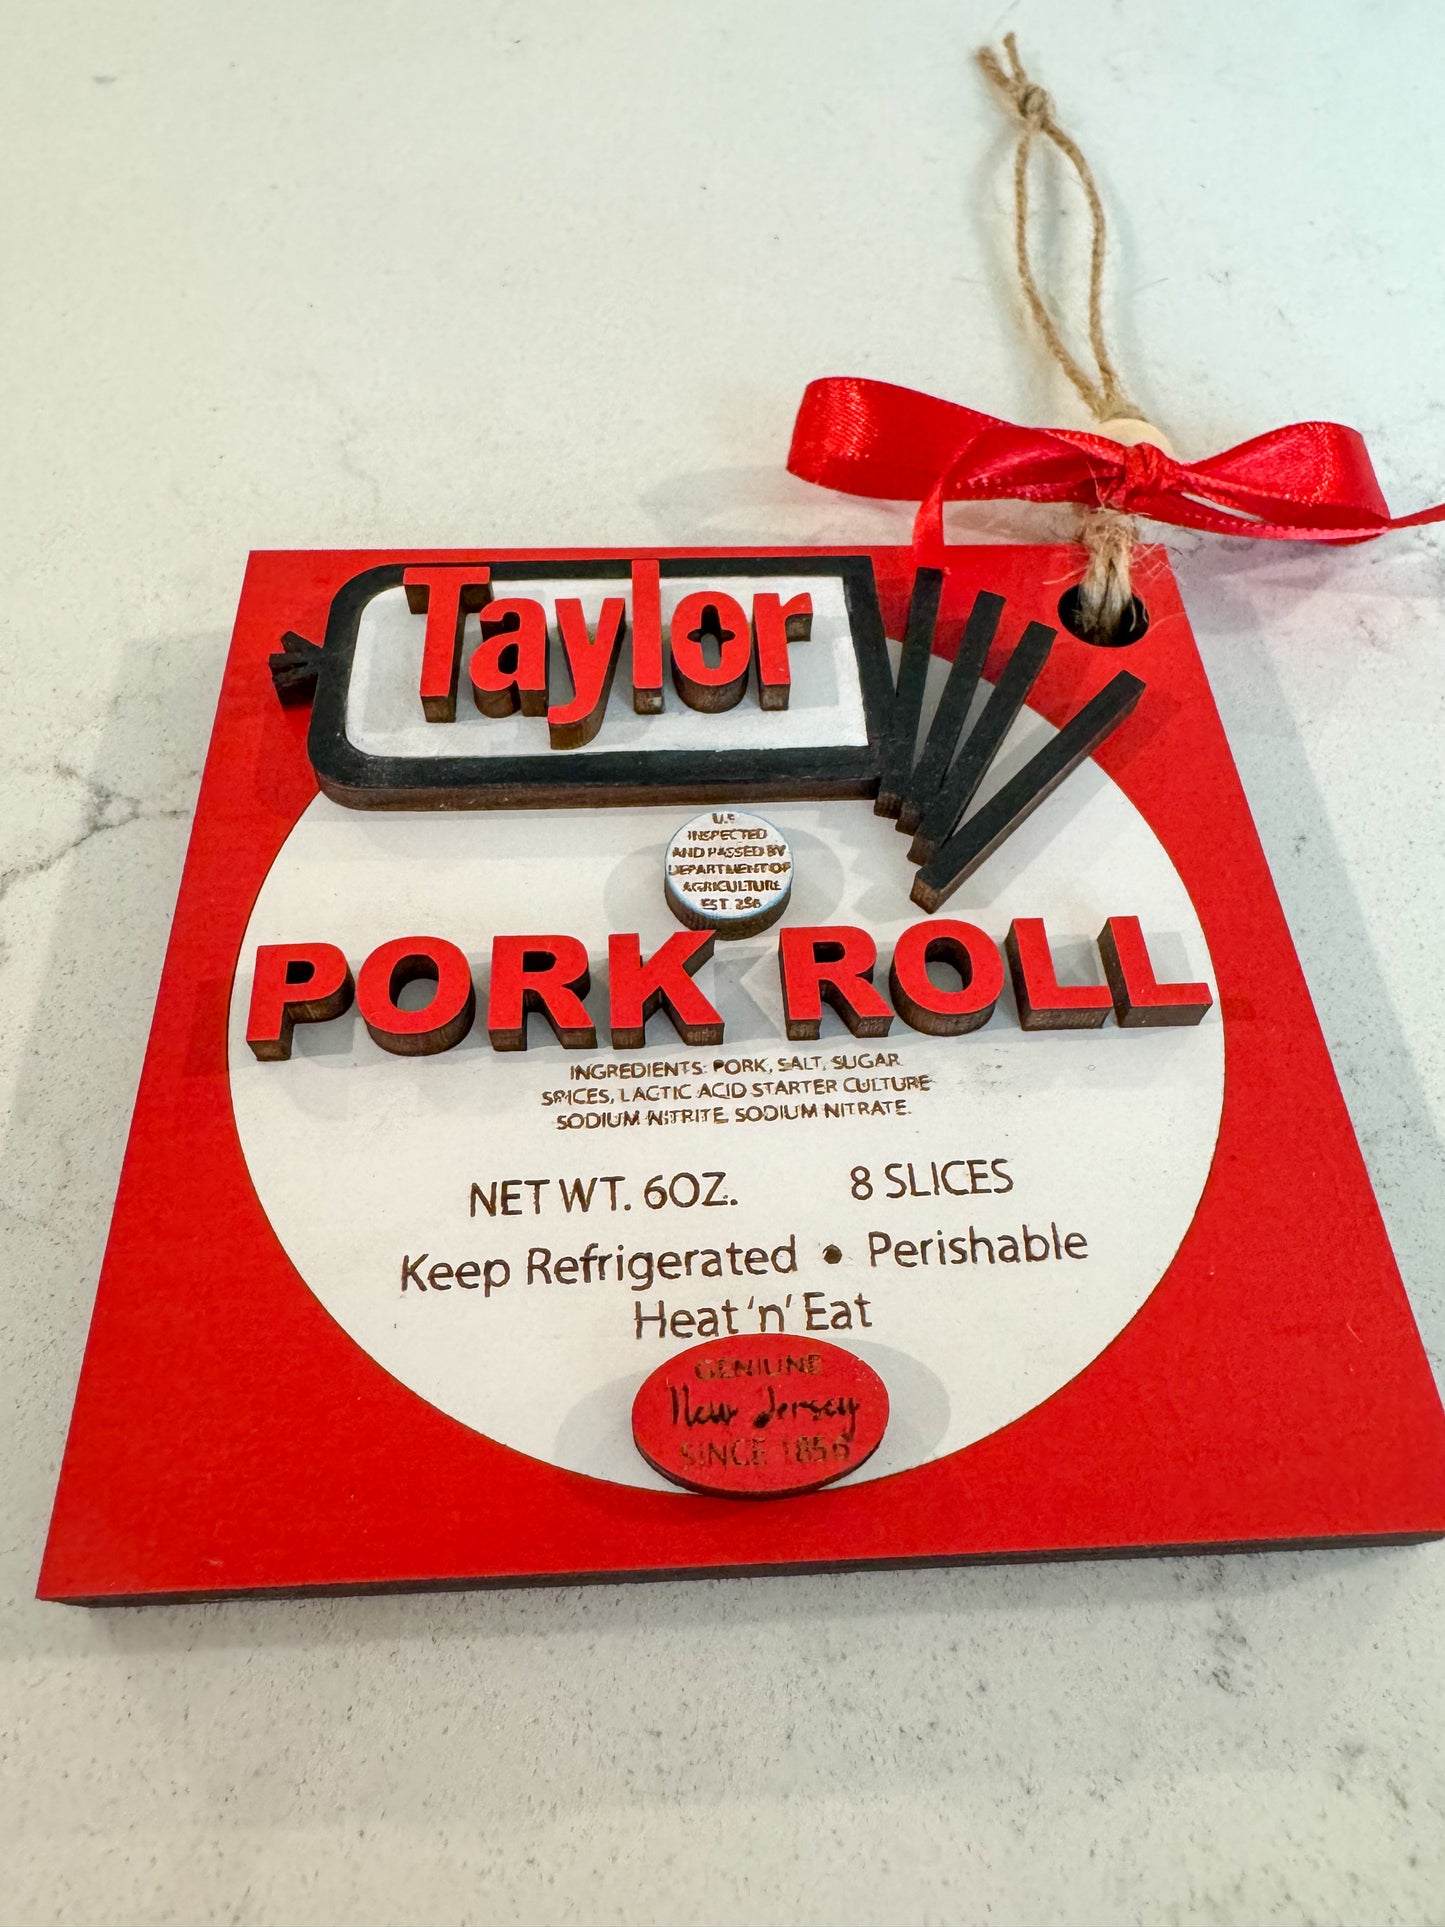 Taylor
U.S
INSPECTED
AND PASSED BY
DEPARTMENT OF
AGRICULTURE
EST. 256
PORK ROLL
INGREDIENTS: PORK, SALT, SUGAR
SPICES, LACTIC ACID STARTER CULTURE
SODIUM NITRITE, SODIUM NITRATE.
NET WT. 6OZ. 8 SLICES
Keep Refrigerated • Perishable
Heat 'n' Eat
GENIUNE
New Jersey
SINCE 1856